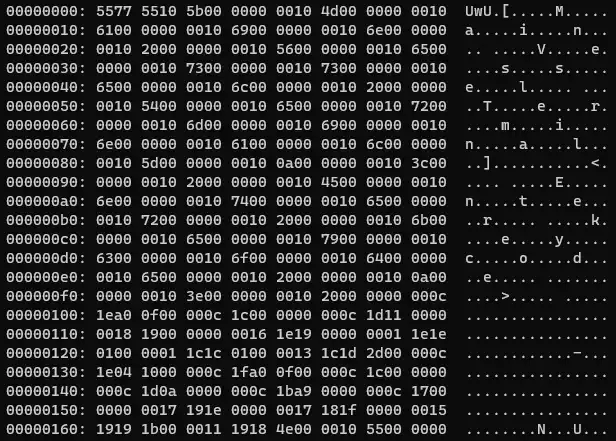 00000000: 5577 5510 5b00 0000 0010 4d00 0000 0010  UwU.[.....M.....
00000010: 6100 0000 0010 6900 0000 0010 6e00 0000  a.....i.....n...
00000020: 0010 2000 0000 0010 5600 0000 0010 6500  .. .....V.....e.
00000030: 0000 0010 7300 0000 0010 7300 0000 0010  ....s.....s.....
00000040: 6500 0000 0010 6c00 0000 0010 2000 0000  e.....l..... ...
00000050: 0010 5400 0000 0010 6500 0000 0010 7200  ..T.....e.....r.
00000060: 0000 0010 6d00 0000 0010 6900 0000 0010  ....m.....i.....
00000070: 6e00 0000 0010 6100 0000 0010 6c00 0000  n.....a.....l...
00000080: 0010 5d00 0000 0010 0a00 0000 0010 3c00  ..]...........<.
00000090: 0000 0010 2000 0000 0010 4500 0000 0010  .... .....E.....
000000a0: 6e00 0000 0010 7400 0000 0010 6500 0000  n.....t.....e...
000000b0: 0010 7200 0000 0010 2000 0000 0010 6b00  ..r..... .....k.
000000c0: 0000 0010 6500 0000 0010 7900 0000 0010  ....e.....y.....
000000d0: 6300 0000 0010 6f00 0000 0010 6400 0000  c.....o.....d...
000000e0: 0010 6500 0000 0010 2000 0000 0010 0a00  ..e..... .......
000000f0: 0000 0010 3e00 0000 0010 2000 0000 000c  ....>..... .....
00000100: 1ea0 0f00 000c 1c00 0000 000c 1d11 0000  ................
00000110: 0018 1900 0000 0016 1e19 0000 0001 1e1e  ................
00000120: 0100 0001 1c1c 0100 0013 1c1d 2d00 000c  ............-...
00000130: 1e04 1000 000c 1fa0 0f00 000c 1c00 0000  ................
00000140: 000c 1d0a 0000 000c 1ba9 0000 000c 1700  ................
00000150: 0000 0017 191e 0000 0017 181f 0000 0015  ................
00000160: 1919 1b00 0011 1918 4e00 0010 5500 0000  ........N...U...